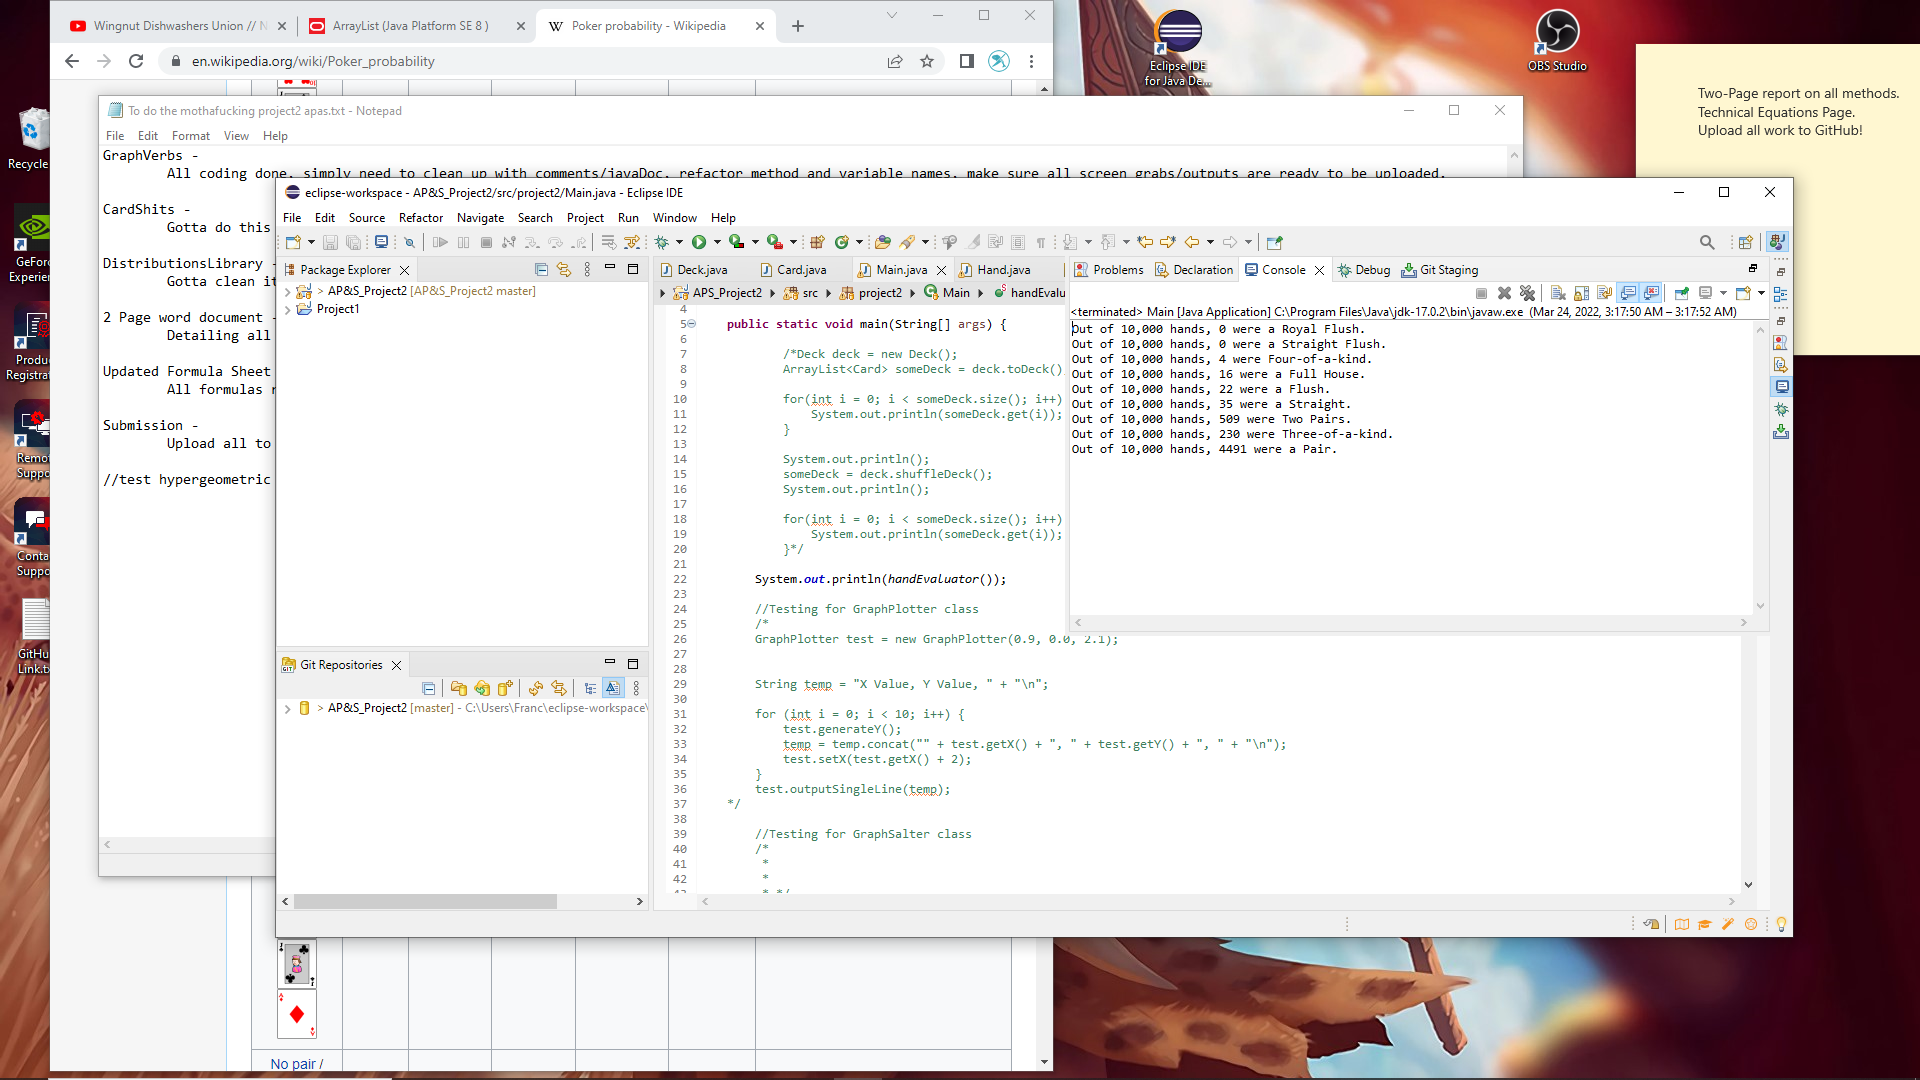 Wingnut Dishwashers Union // N
ArrayList (Java Platform SE 8 )
Poker probability - Wikipedia
en.wikipedia.org/wiki/Poker_probability
Eclipse IDE
for Java De...
OBS Studio
Two-Page report on all methods.
Technical Equations Page.
Upload all work to GitHub!
Recycle
GeForc
Experien
Produc
Registrat
Remo
Suppo
Conta
Suppo
GitHu
Link.tx
To do the mothafucking project2 apas.txt - Notepad
File Edit Format View Help
GraphVerbs -
All coding done, simply need to clean up with comments/javaDoc, refactor method and variable names, make sure all screen grabs/outputs are ready to be uploaded.
CardShits -
Gotta do this
DistributionsLibrary -
Gotta clean it
2 Page word document -
Detailing all
Updated Formula Sheet
All formulas
Submission -
Upload all to
//test hypergeometric
eclipse-workspace - AP&S_Project2/src/project2/Main.java - Eclipse IDE
File Edit Source Refactor Navigate Search Project Run Window Help
Package Explorer
> AP&S_Project2 [AP&S_Project2 master]
Project1
Git Repositories
> AP&S_Project2 [master] - C:\Users\Franc\eclipse-workspace\
Deck.java Card.java Main.java Hand.java
APS_Project2 src project2 Main handEvalu
4
5 public static void main(String[] args) {
6
7 /*Deck deck = new Deck();
8 ArrayList<Card> someDeck = deck.toDeck()
9
10 for(int i = 0; i < someDeck.size(); i++)
11 System.out.println(someDeck.get(i));
12 }
13
14 System.out.println();
15 someDeck = deck.shuffleDeck();
16 System.out.println();
17
18 for(int i = 0; i < someDeck.size(); i++)
19 System.out.println(someDeck.get(i));
20 }*/
21
22 System.out.println(handEvaluator());
23
24 //Testing for GraphPlotter class
25 /*
26 GraphPlotter test = new GraphPlotter(0.9, 0.0, 2.1);
27
28
29 String temp = "X Value, Y Value, " + "\n";
30
31 for (int i = 0; i < 10; i++) {
32 test.generateY();
33 temp = temp.concat("" + test.getX() + ", " + test.getY() + ", " + "\n");
34 test.setX(test.getX() + 2);
35 }
36 test.outputSingleLine(temp);
37 */
38
39 //Testing for GraphSalter class
40 /*
41 *
42 *
Problems Declaration Console Debug Git Staging
<terminated> Main [Java Application] C:\Program Files\Java\jdk-17.0.2\bin\javaw.exe (Mar 24, 2022, 3:17:50 AM – 3:17:52 AM)
Out of 10,000 hands, 0 were a Royal Flush.
Out of 10,000 hands, 0 were a Straight Flush.
Out of 10,000 hands, 4 were Four-of-a-kind.
Out of 10,000 hands, 16 were a Full House.
Out of 10,000 hands, 22 were a Flush.
Out of 10,000 hands, 35 were a Straight.
Out of 10,000 hands, 509 were Two Pairs.
Out of 10,000 hands, 230 were Three-of-a-kind.
Out of 10,000 hands, 4491 were a Pair.
No pair /